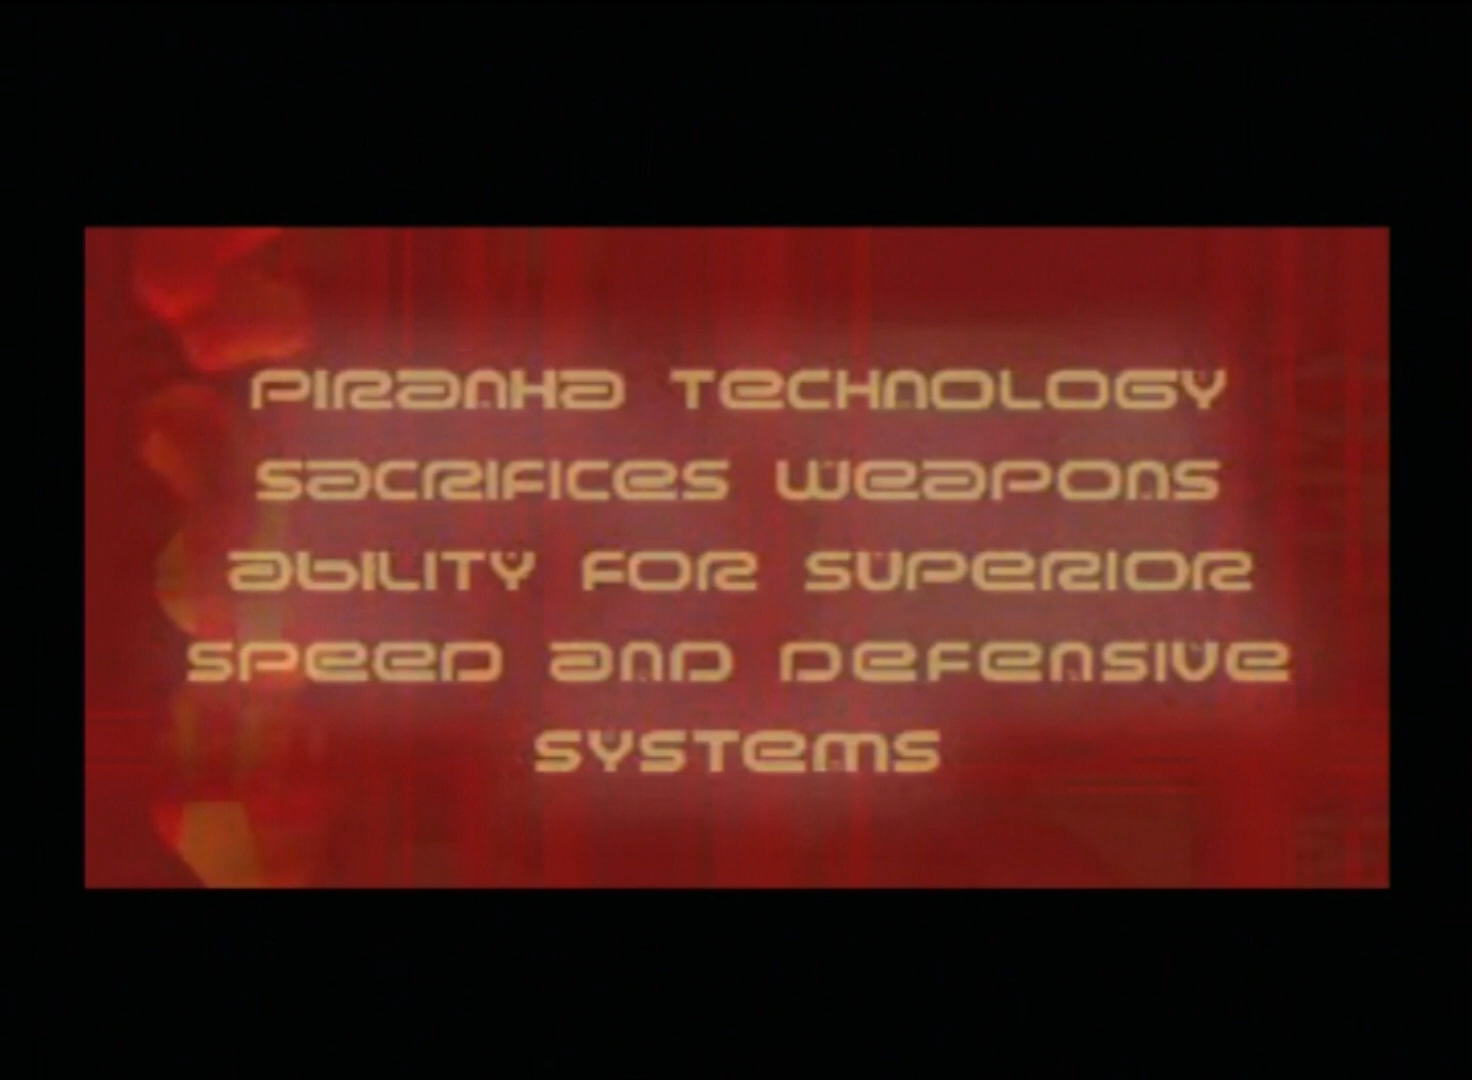 PIRANHA TECHNOLOGY
SACRIFICES WEAPONS
ABILITY FOR SUPERIOR
SPEED AND DEFENSIVE
SYSTEMS